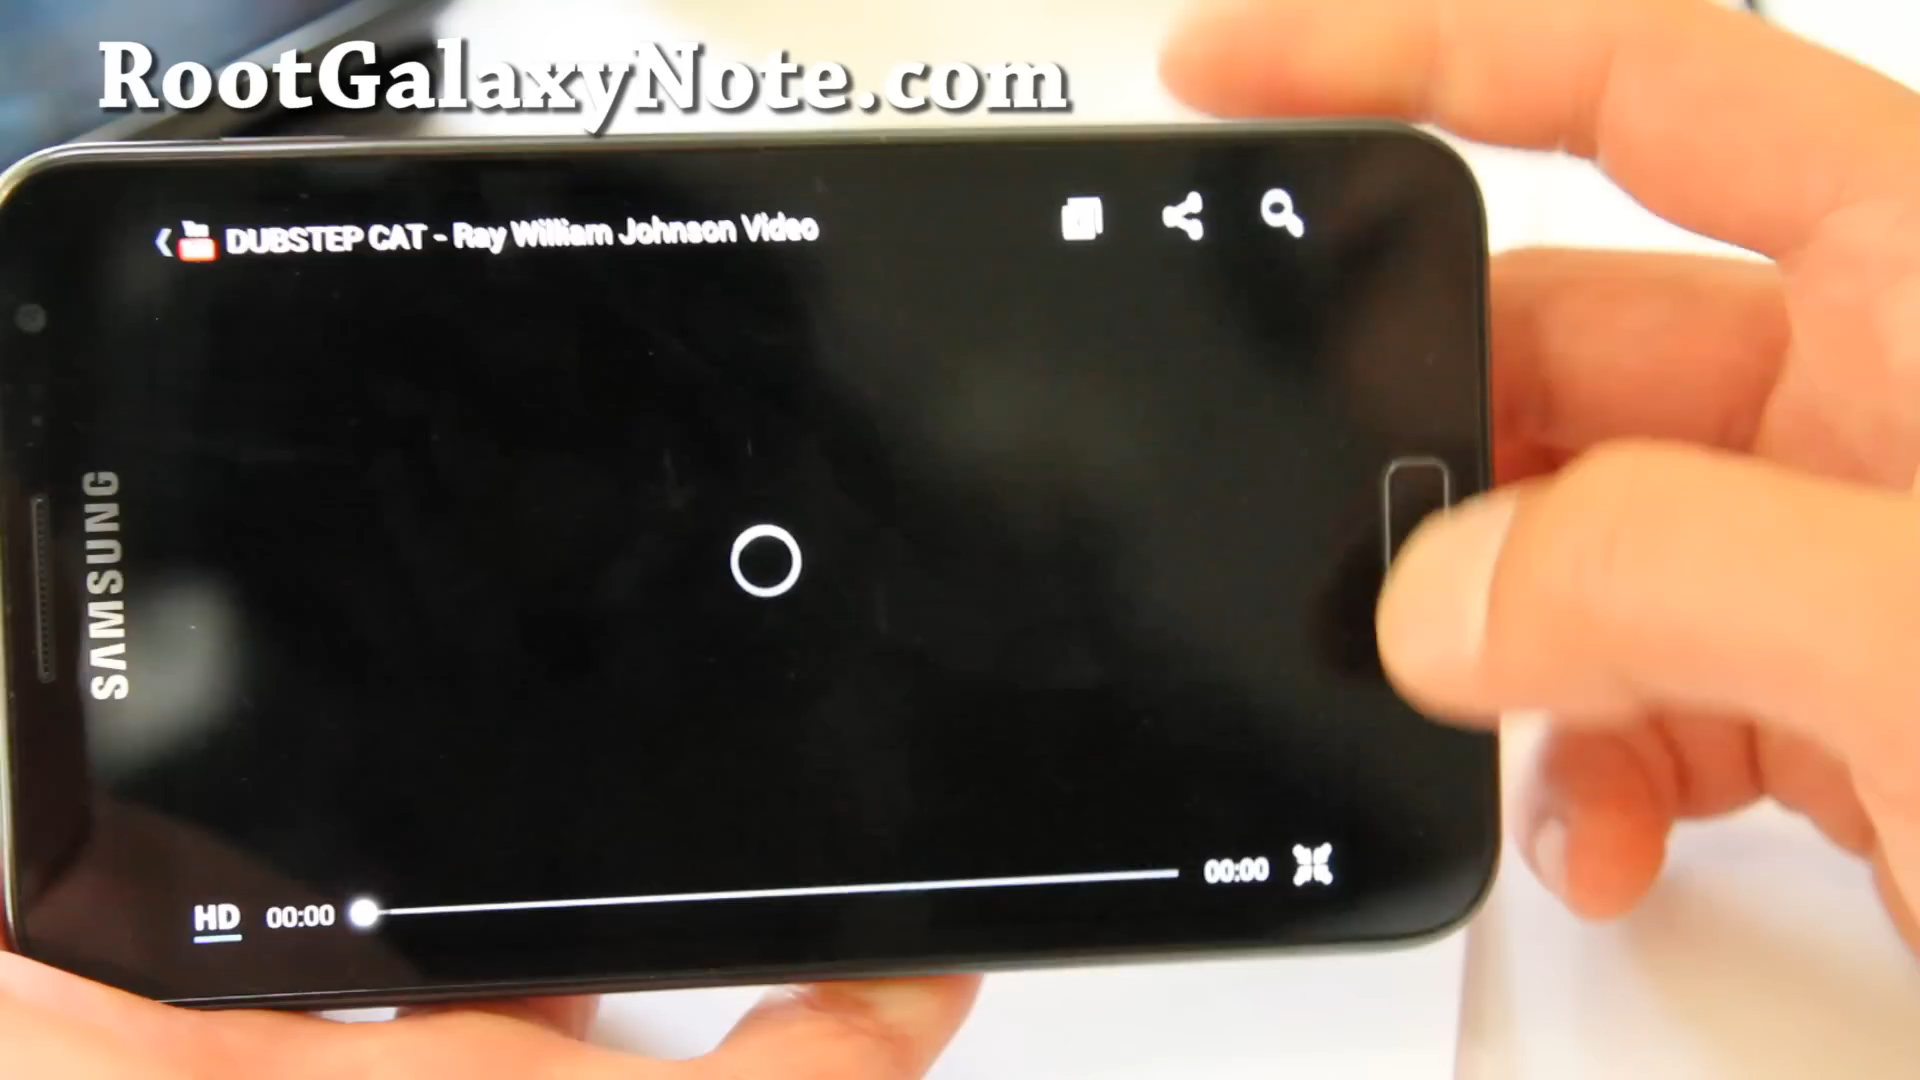 RootGalaxyNote.com
DUBSTEP CAT - Ray William Johnson Video
SAMSUNG
HD 00:00 00:00